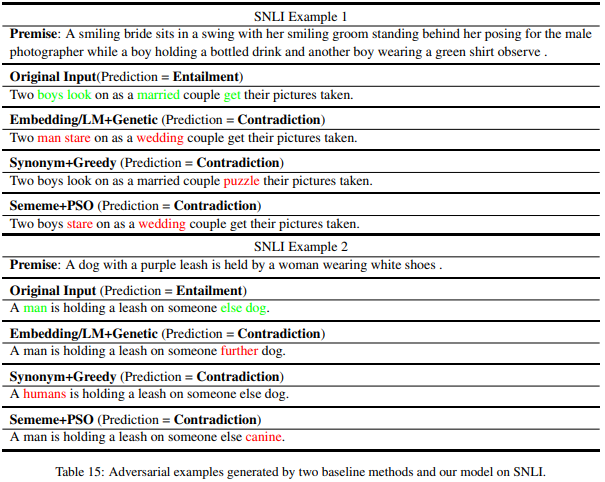 SNLI Example 1
Premise: A smiling bride sits in a swing with her smiling groom standing behind her posing for the male
photographer while a boy holding a bottled drink and another boy wearing a green shirt observe .
Original Input(Prediction = Entailment)
Two boys look on as a married couple get their pictures taken.
Embedding/LM+Genetic (Prediction = Contradiction)
Two man stare on as a wedding couple get their pictures taken.
Synonym+Greedy (Prediction = Contradiction)
Two boys look on as a married couple puzzle their pictures taken.
Sememe+PSO (Prediction = Contradiction)
Two boys stare on as a wedding couple get their pictures taken.
SNLI Example 2
Premise: A dog with a purple leash is held by a woman wearing white shoes .
Original Input (Prediction = Entailment)
A man is holding a leash on someone else dog.
Embedding/LM+Genetic (Prediction = Contradiction)
A man is holding a leash on someone further dog.
Synonym+Greedy (Prediction = Contradiction)
A humans is holding a leash on someone else dog.
Sememe+PSO (Prediction = Contradiction)
A man is holding a leash on someone else canine.
Table 15: Adversarial examples generated by two baseline methods and our model on SNLI.